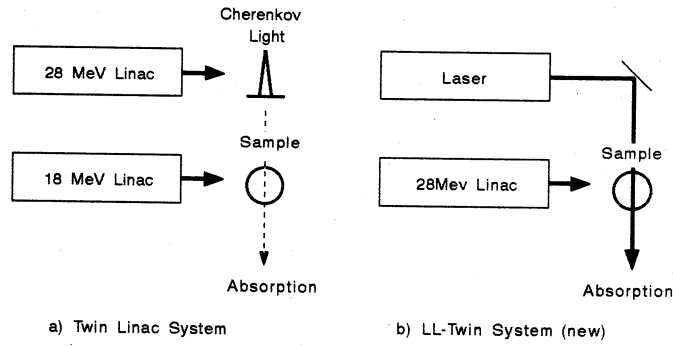 Cherenkov
Light
28 MeV Linac
Sample
18 MeV Linac
Absorption
a) Twin Linac System
Laser
Sample
28Mev Linac
Absorption
b) LL-Twin System (new)